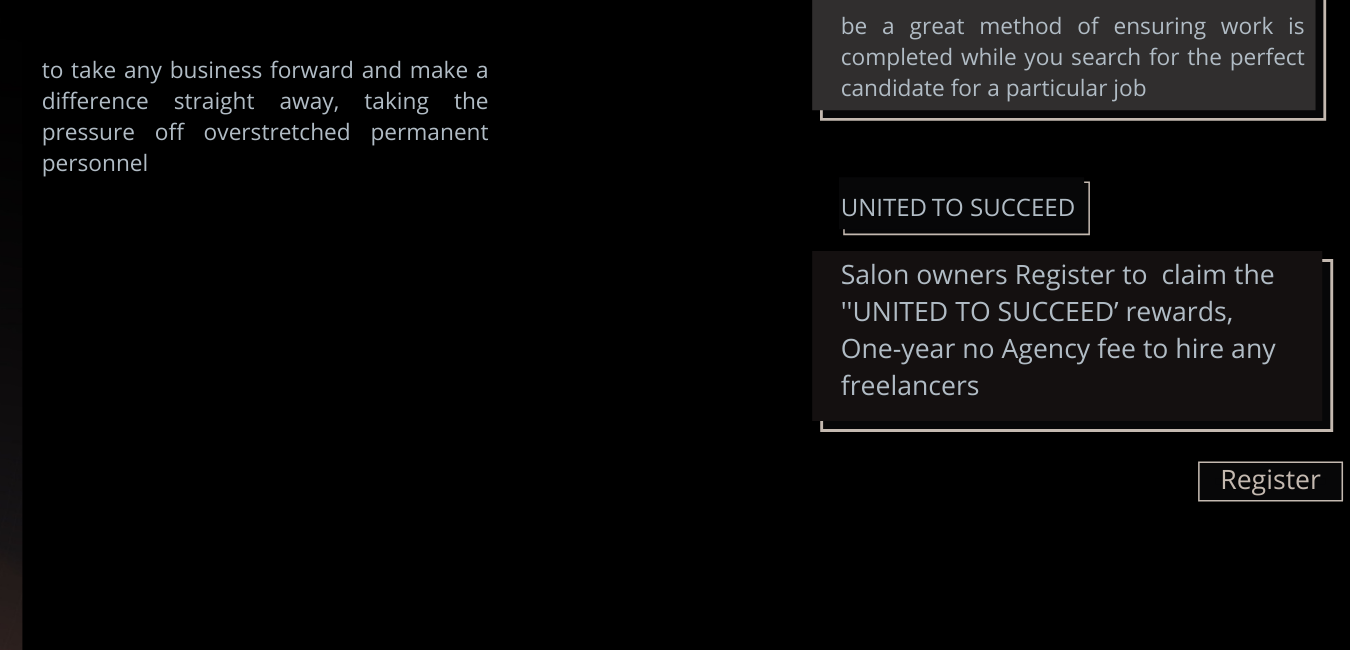 to take any business forward and make a
difference straight away, taking the
pressure off overstretched permanent
personnel
be a great method of ensuring work is
completed while you search for the perfect
candidate for a particular job
UNITED TO SUCCEED
Salon owners Register to  claim the
''UNITED TO SUCCEED’ rewards,
One-year no Agency fee to hire any
freelancers
Register